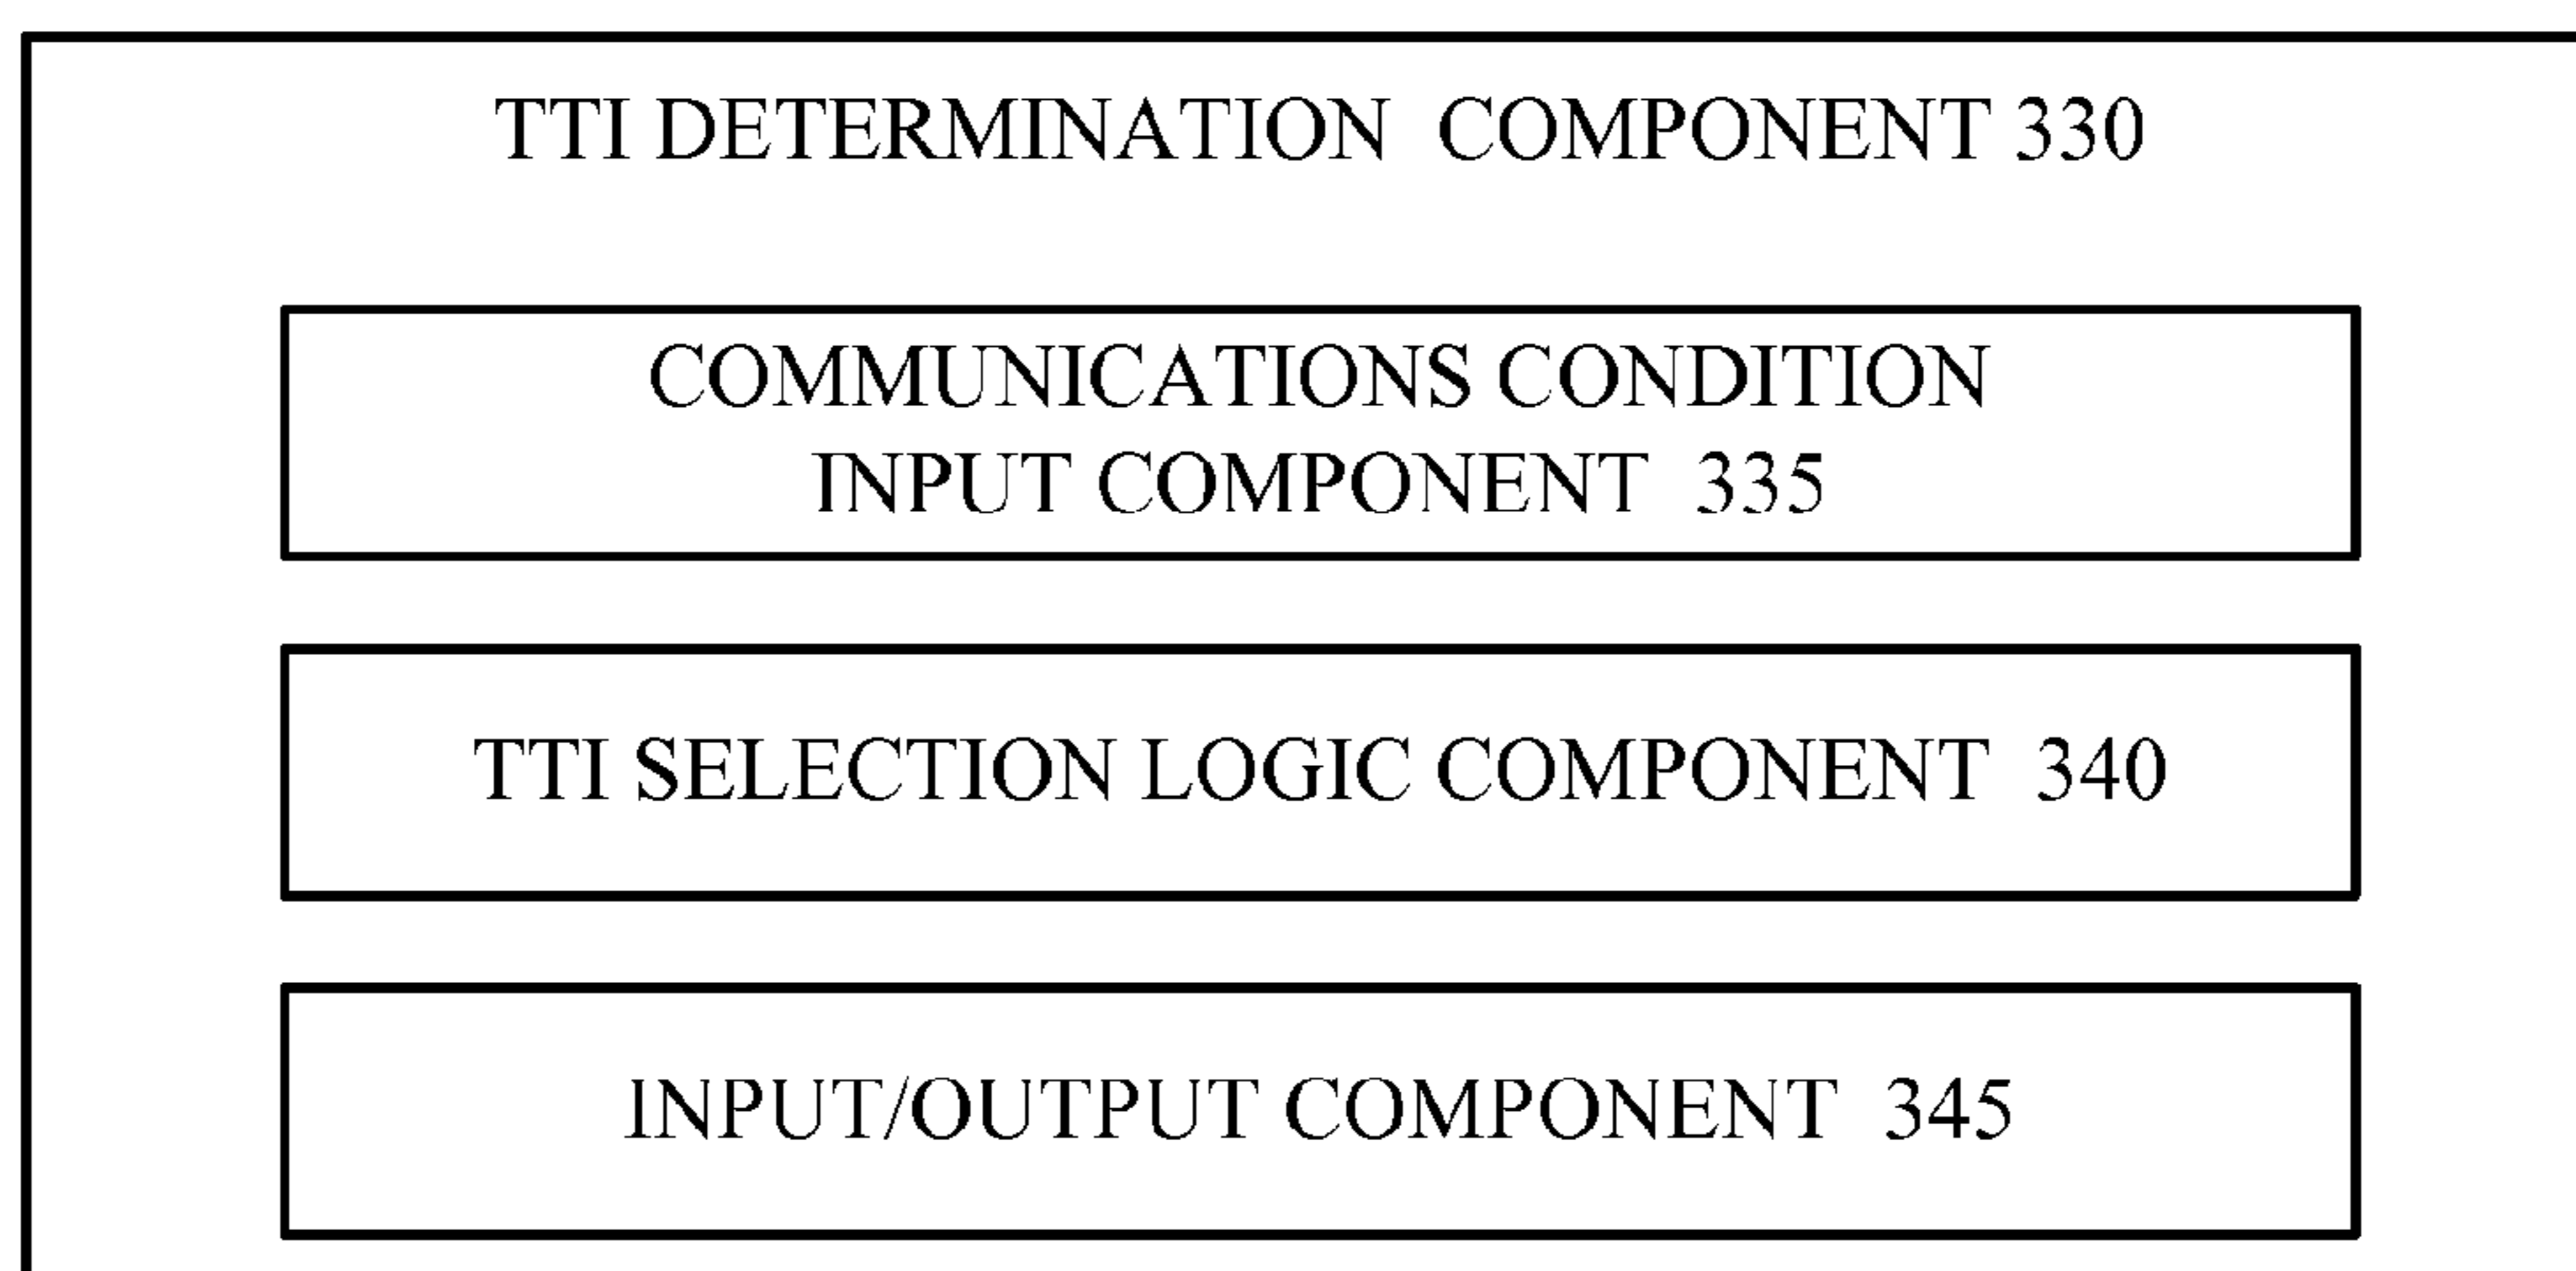 TTI DETERMINATION COMPONENT 330
COMMUNICATIONS CONDITION
INPUT COMPONENT 335
TTI SELECTION LOGIC COMPONENT 340
INPUT/OUTPUT COMPONENT 345